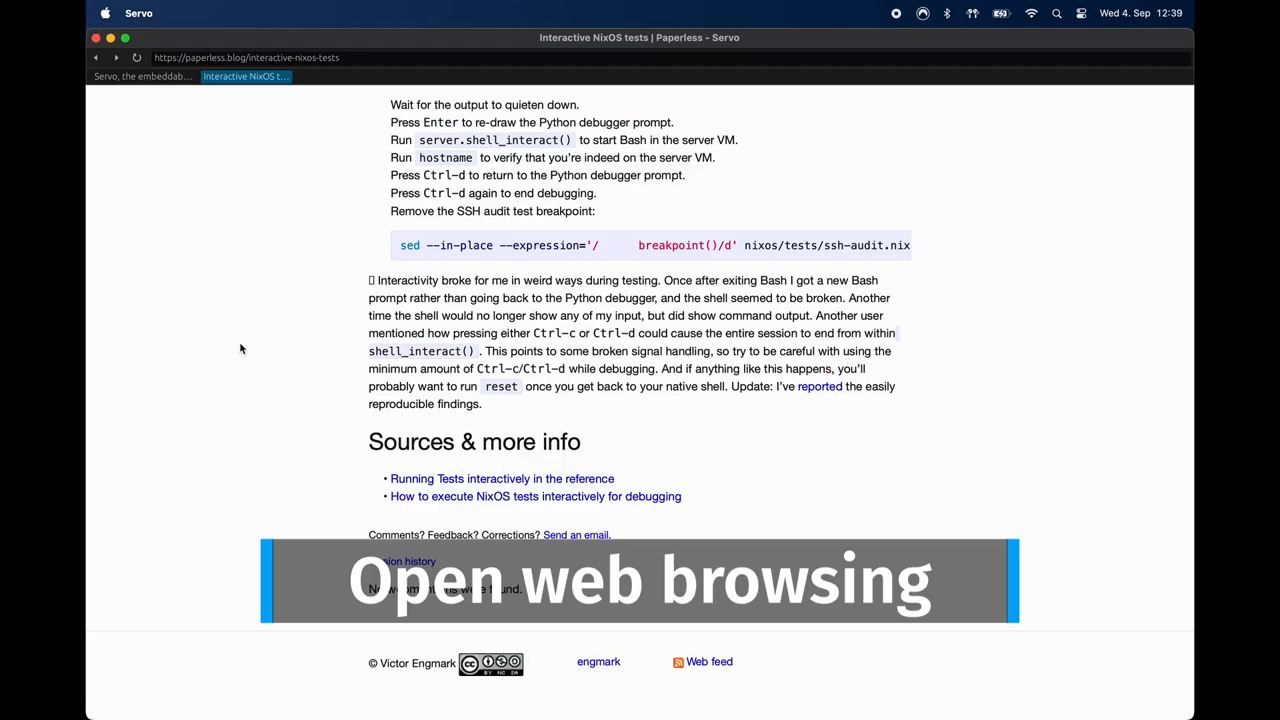 Servo
Wed 4. Sep 12:39
Interactive NixOS tests | Paperless - Servo
https://paperless.blog/interactive-nixos-tests
Servo, the embeddab...
Interactive NixOS t...
Wait for the output to quieten down.
Press Enter to re-draw the Python debugger prompt.
Run server.shell_interact() to start Bash in the server VM.
Run hostname to verify that you're indeed on the server VM.
Press Ctrl-d to return to the Python debugger prompt.
Press Ctrl-d again to end debugging.
Remove the SSH audit test breakpoint:
sed --in-place --expression='/ breakpoint()/d' nixos/tests/ssh-audit.nix
Interactivity broke for me in weird ways during testing. Once after exiting Bash I got a new Bash
prompt rather than going back to the Python debugger, and the shell seemed to be broken. Another
time the shell would no longer show any of my input, but did show command output. Another user
mentioned how pressing either Ctrl-c or Ctrl-d could cause the entire session to end from within
shell_interact(). This points to some broken signal handling, so try to be careful with using the
minimum amount of Ctrl-c/Ctrl-d while debugging. And if anything like this happens, you'll
probably want to run reset once you get back to your native shell. Update: I've reported the easily
reproducible findings.
Sources & more info
• Running Tests interactively in the reference
• How to execute NixOS tests interactively for debugging
Comments? Feedback? Corrections? Send an email.
history
Open web browsing
found.
© Victor Engmark
BY NC SA
engmark
Web feed